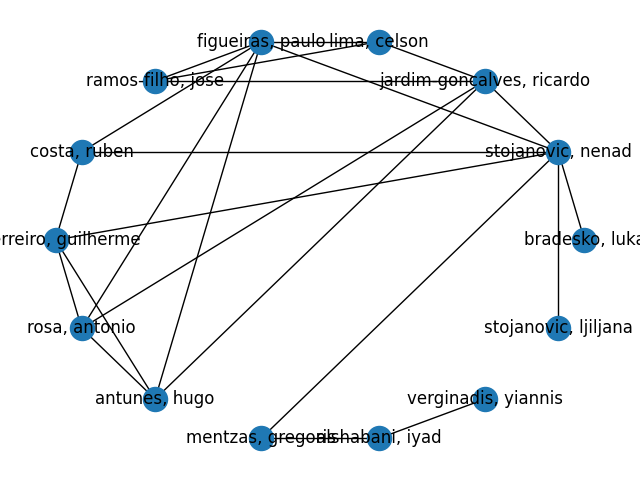 figueiras, paulo
lima, celson
ramos-filho, jose
jardim-goncalves, ricardo
costa, ruben
stojanovic, nenad
guilherme
bradesko, luka
rosa, antonio
stojanovic, ljiljana
antunes, hugo
verginadis, yiannis
mentzas, gregoris
alshabani, iyad